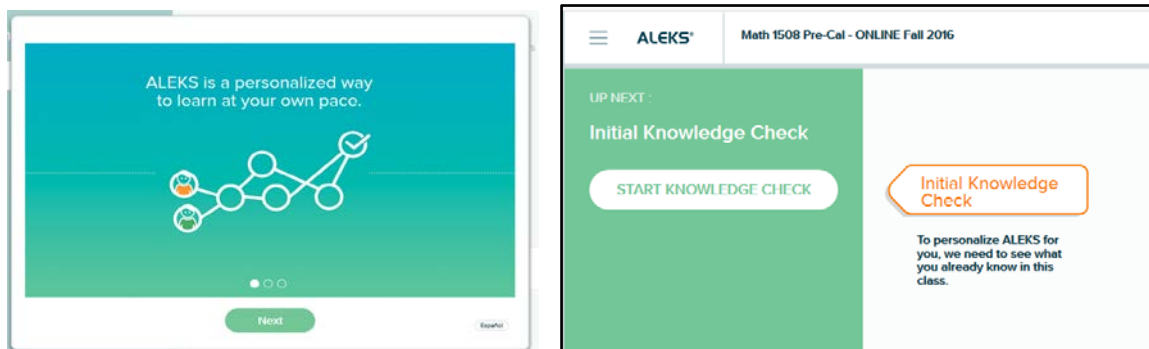 ALEKS is a personalized way
to learn at your own pace.
Next
Español
ALEKS®
Math 1508 Pre-Cal - ONLINE Fall 2016
UP NEXT :
Initial Knowledge Check
START KNOWLEDGE CHECK
Initial Knowledge
Check
To personalize ALEKS for
you, we need to see what
you already know in this
class.